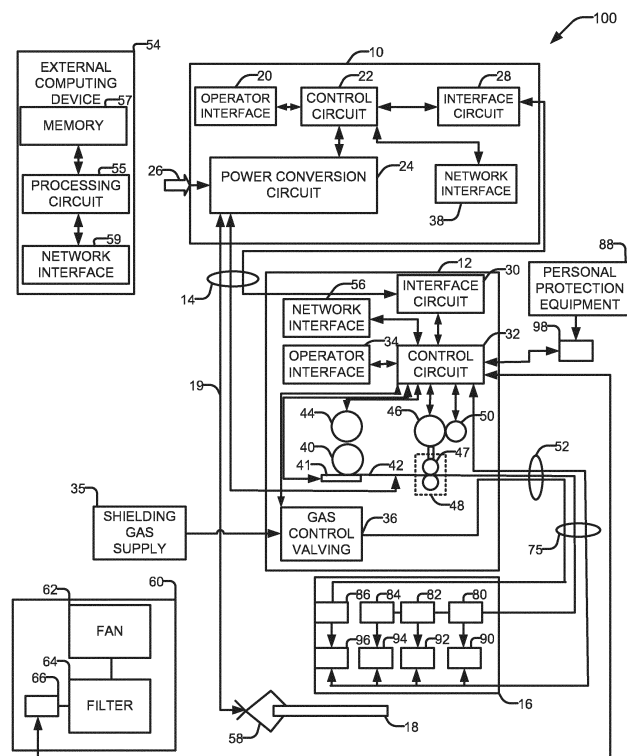 100
54
EXTERNAL
COMPUTING
DEVICE
57
MEMORY
55
PROCESSING
CIRCUIT
59
NETWORK
INTERFACE
10
20
OPERATOR
INTERFACE
22
CONTROL
CIRCUIT
28
INTERFACE
CIRCUIT
26
POWER CONVERSION
CIRCUIT
24
NETWORK
INTERFACE
38
14
12
30
INTERFACE
CIRCUIT
56
NETWORK
INTERFACE
88
PERSONAL
PROTECTION
EQUIPMENT
98
34
OPERATOR
INTERFACE
32
CONTROL
CIRCUIT
19
44
46
50
40
47
41
42
48
52
35
SHIELDING
GAS
SUPPLY
GAS
CONTROL
VALVING
36
75
60
62
FAN
64
66
FILTER
86
84
82
80
96
94
92
90
16
58
18